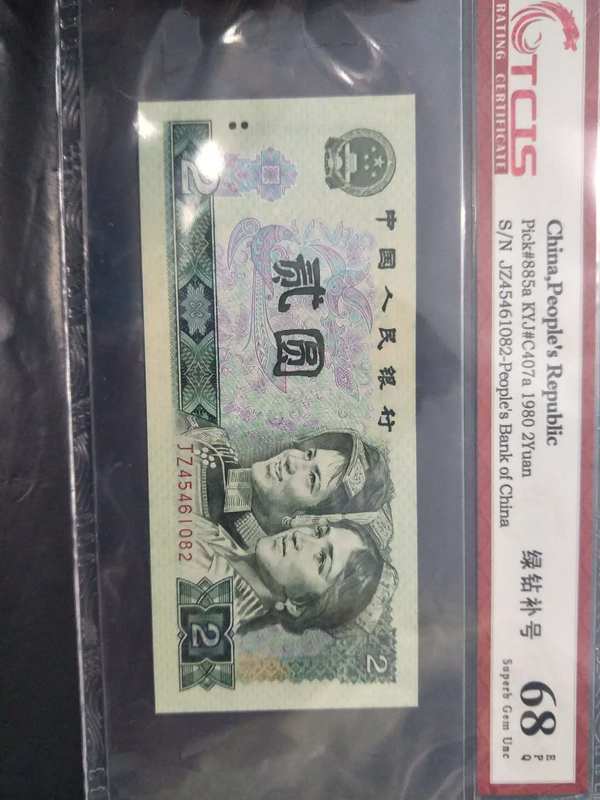 TCIS
RATING CERTIFICATE
China,People's Republic
Pick#885a KYJ#C407a 1980 2Yuan
S/N JZ45461082-People's Bank of China
绿钻补号
68
EPQ
Superb Gem Unc
中国人民银行
贰圆
2
JZ45461082
2
2